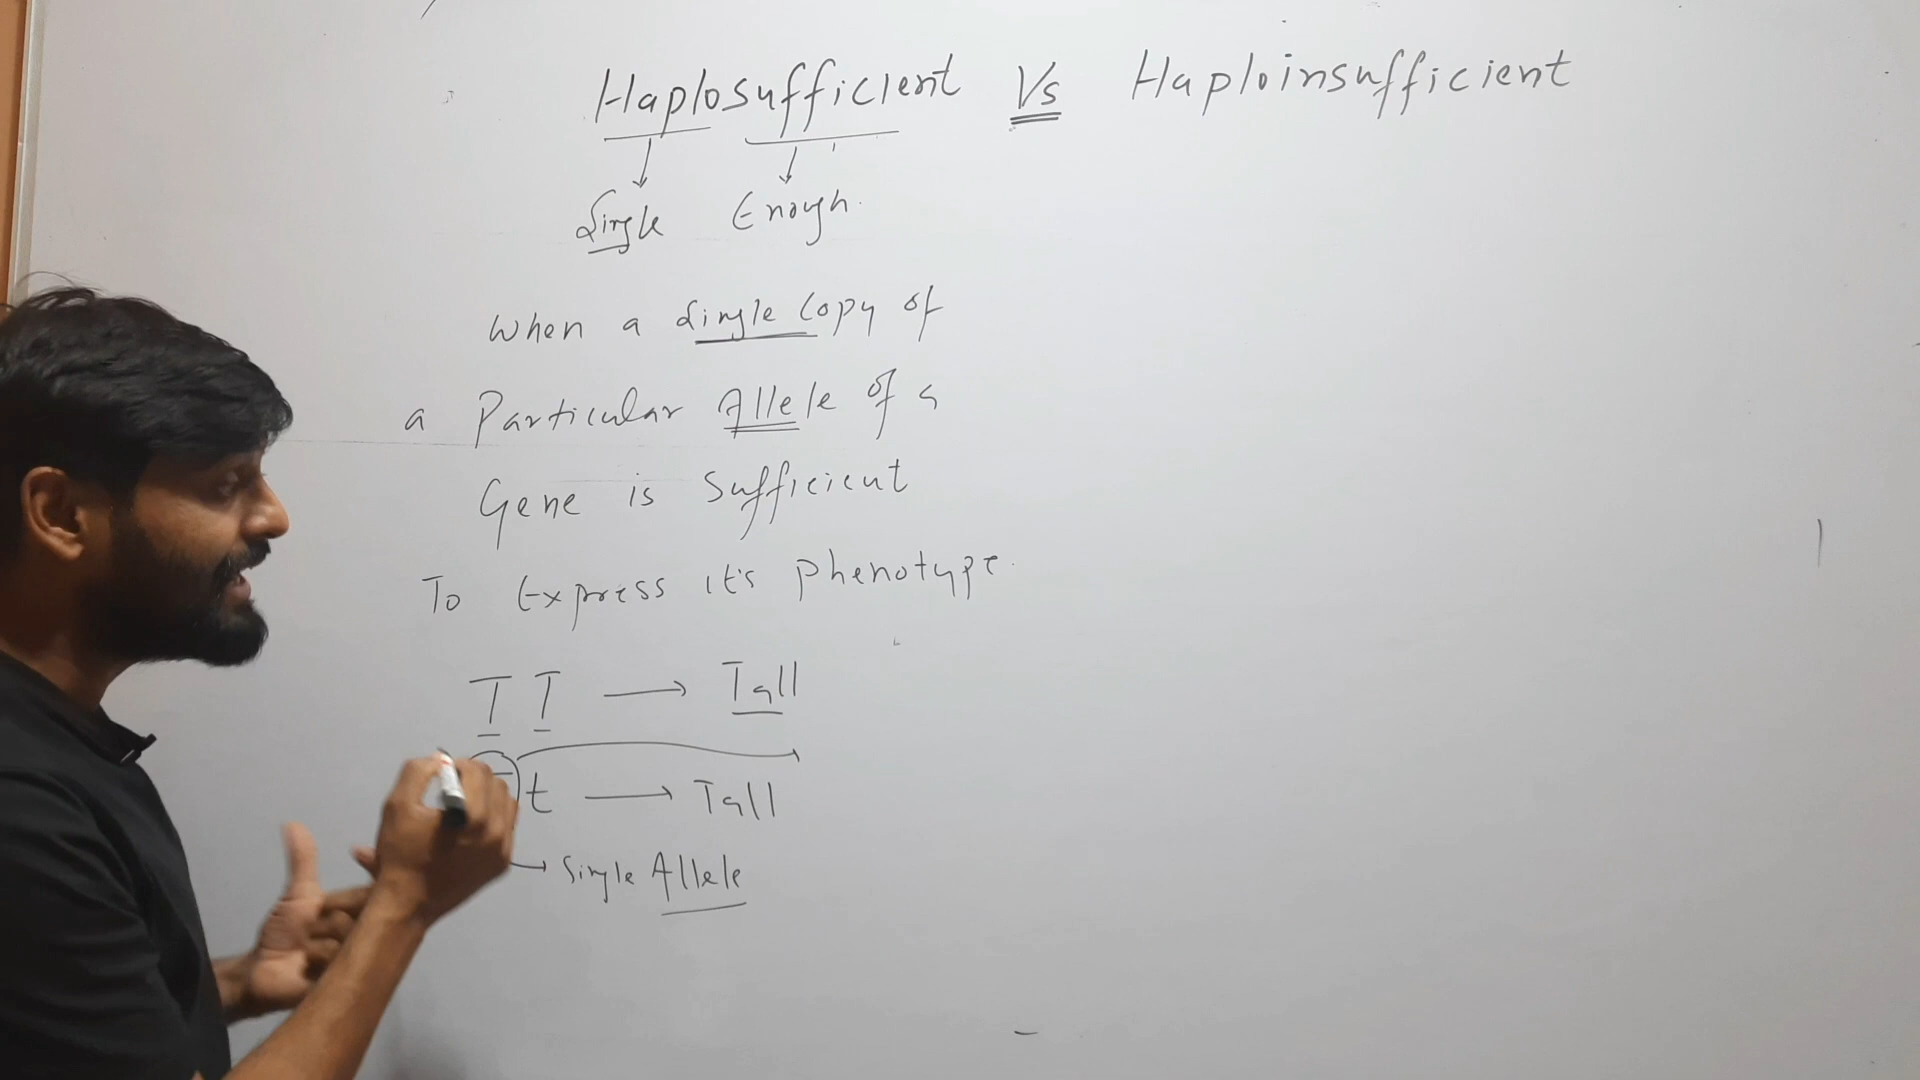 Haplosufficient Vs Haploinsufficient
Single Enough.
When a single copy of
a Particular Allele of a
Gene is Sufficient
To Express it's phenotype.
T T → Tall
t → Tall
→ Single Allele